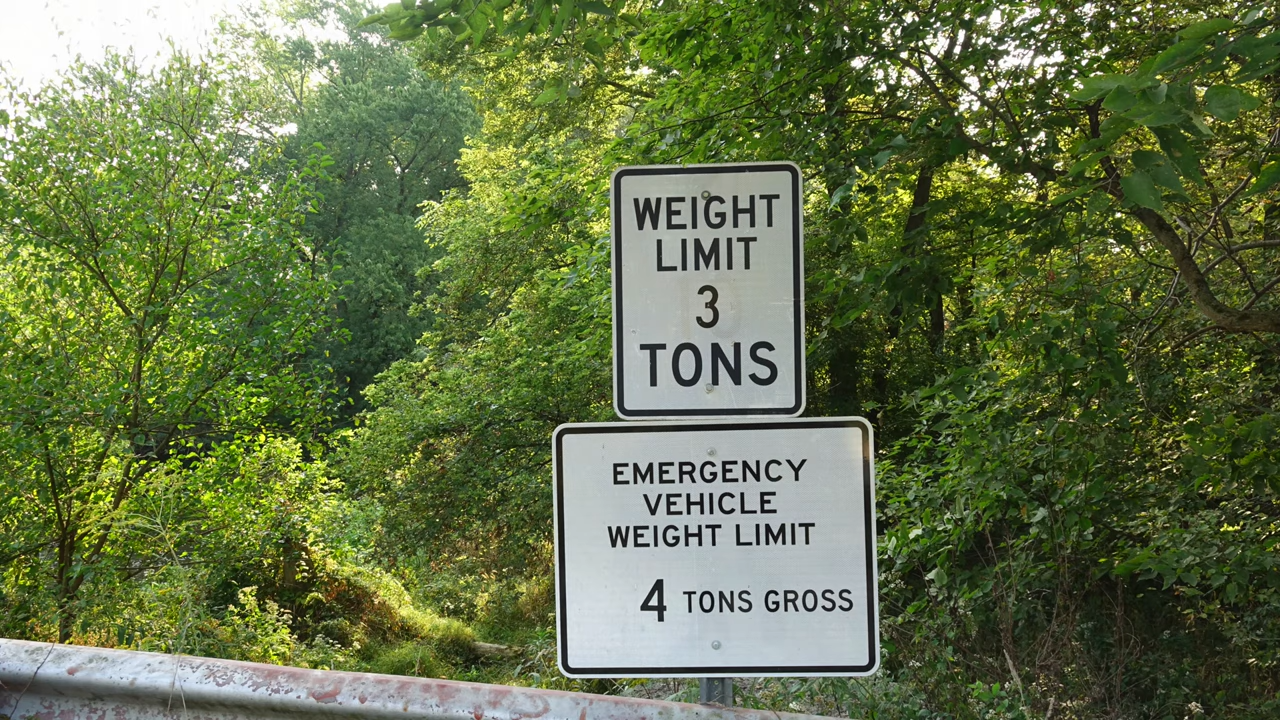 WEIGHT
LIMIT
3
TONS
EMERGENCY
VEHICLE
WEIGHT LIMIT
4 TONS GROSS